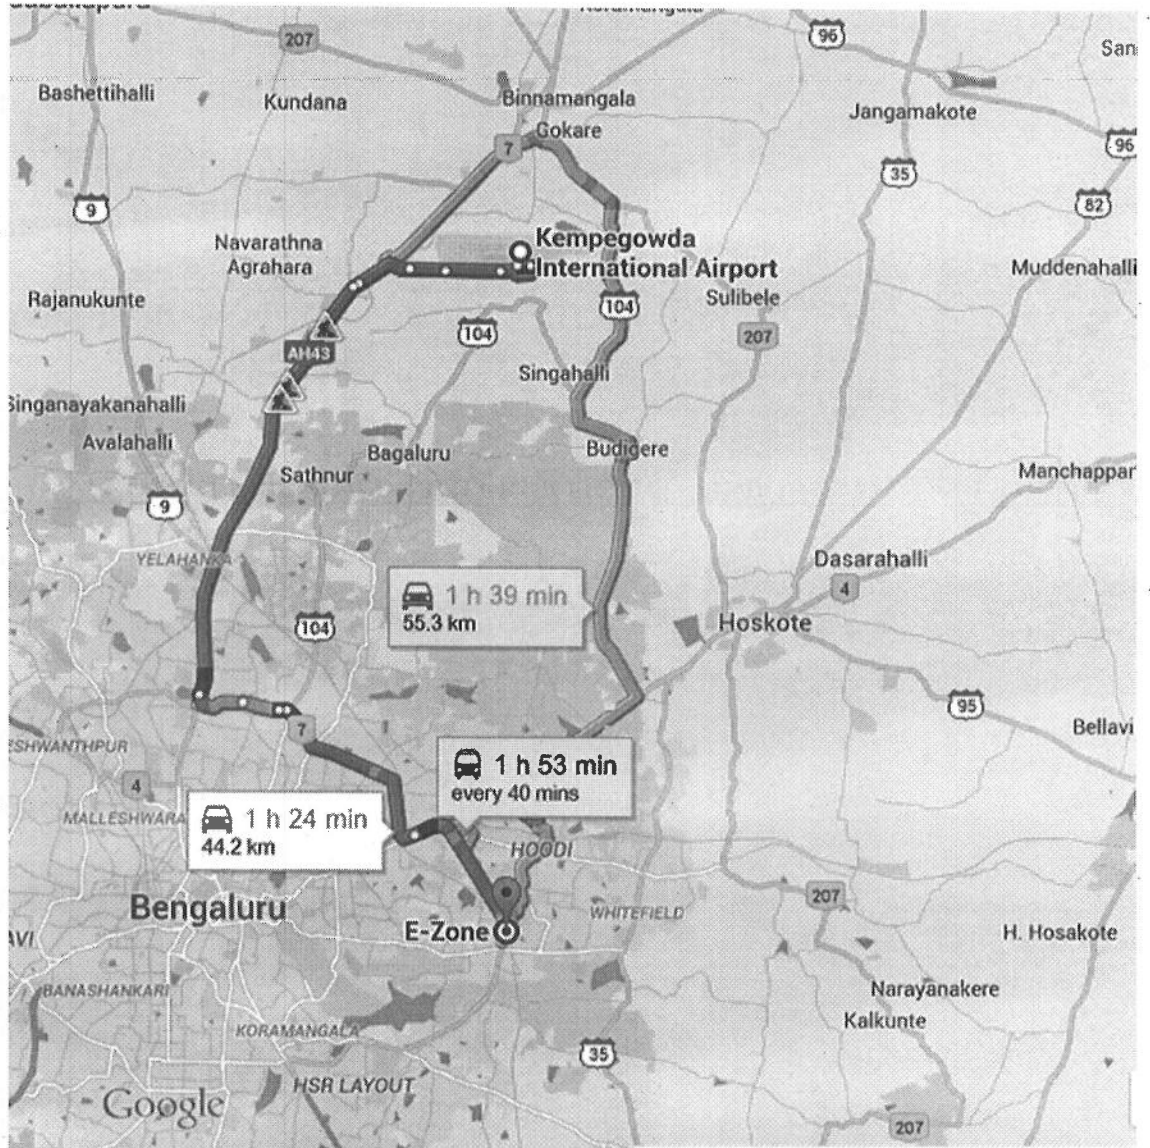 207
96
San
Bashettihalli
Kundana
Binnamangala
Gokare
Jangamakote
7
96
35
9
82
Navarathna
Agrahara
Kempegowda
International Airport
Muddenahalli
Rajanukunte
104
104
Sulibele
207
AH43
Singahalli
Singanayakanahalli
Avalahalli
Bagaluru
Budigere
Sathnur
Manchappar
9
YELAHANKA
Dasarahalli
4
1 h 39 min
55.3 km
104
Hoskote
95
7
Bellavi
ESHWANTHPUR
1 h 53 min
every 40 mins
4
MALLESHWARA
1 h 24 min
44.2 km
HOODI
Bengaluru
207
WHITEFIELD
E-Zone
H. Hosakote
AVI
BANASHANKARI
Narayanakere
Kalkunte
KORAMANGALA
35
HSR LAYOUT
Google
207